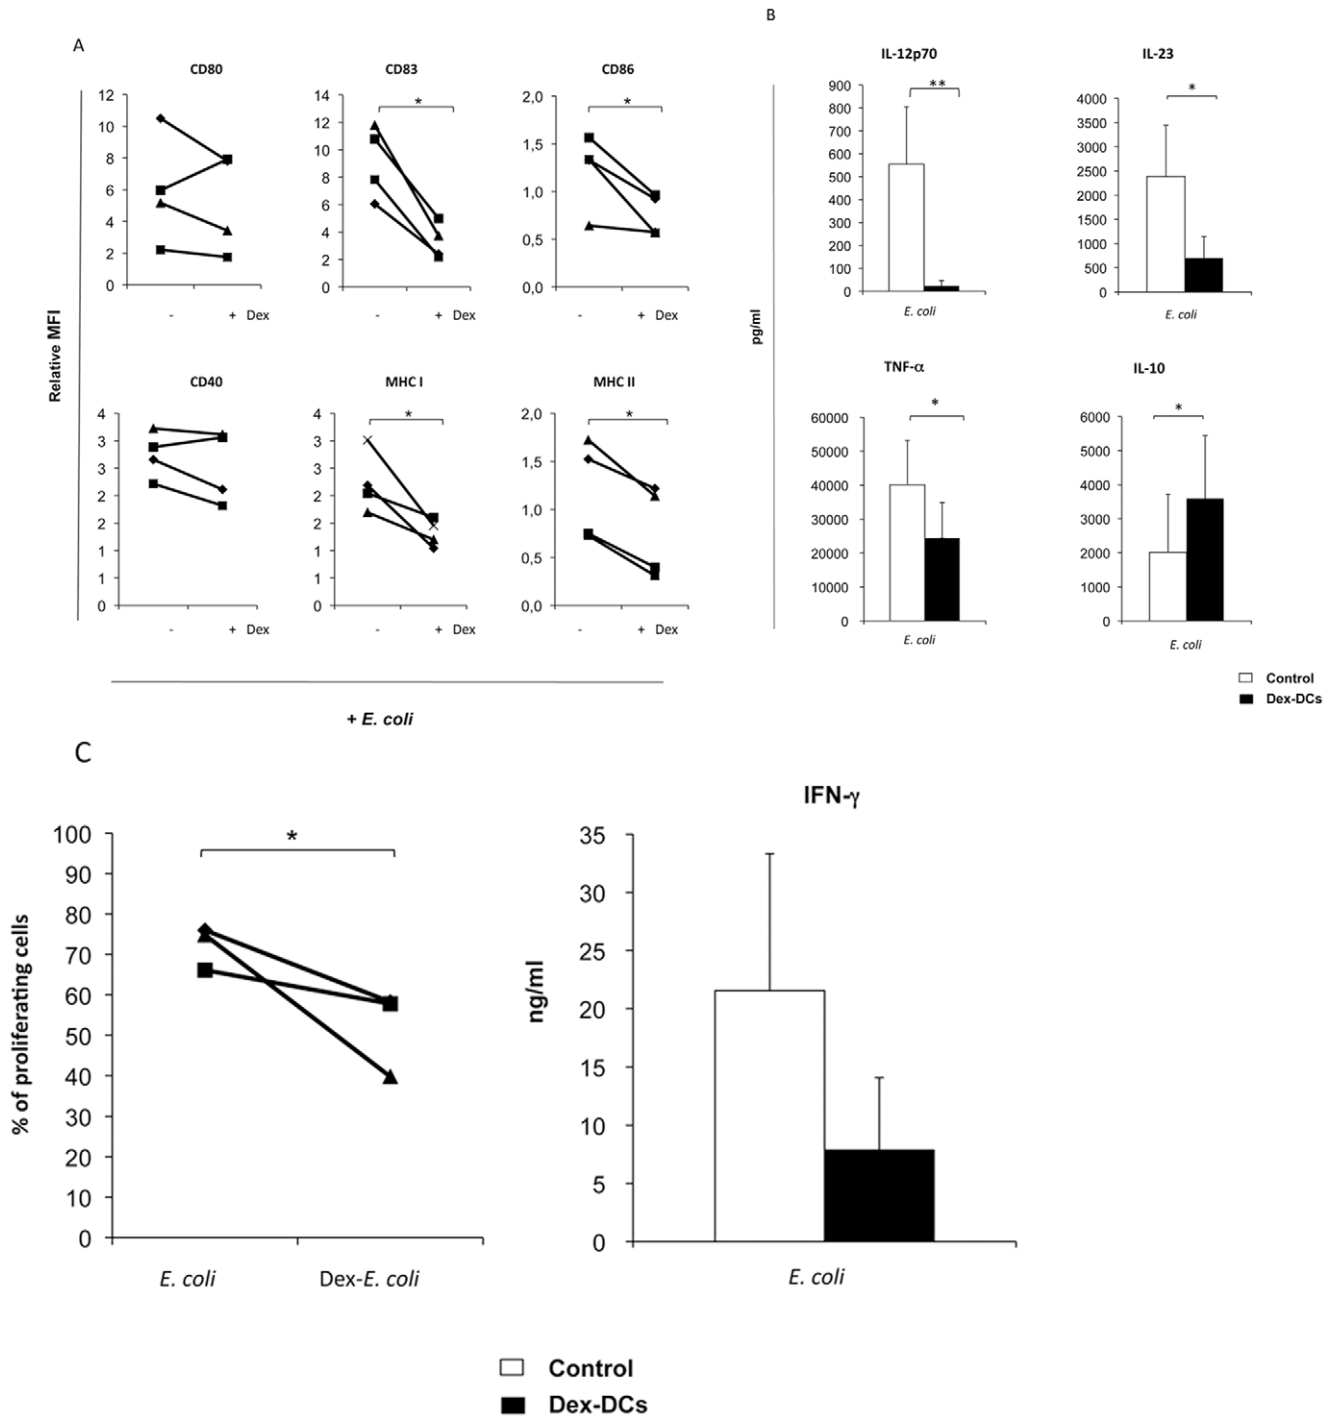 A
B
CD80
CD83
CD86
12
10
8
6
4
2
0
- + Dex
14
12
10
8
6
4
2
0
*
- + Dex
2,0
1,5
1,0
0,5
0,0
*
- + Dex
Relative MFI
CD40
MHC I
MHC II
4
3
3
2
2
1
1
0
- + Dex
4
3
3
2
2
1
1
0
*
- + Dex
2,0
1,5
1,0
0,5
0,0
*
- + Dex
+ E. coli
IL-12p70
900
800
700
600
500
400
300
200
100
0
**
E. coli
IL-23
4000
3500
3000
2500
2000
1500
1000
500
0
*
E. coli
pg/ml
TNF-α
60000
50000
40000
30000
20000
10000
0
*
E. coli
IL-10
6000
5000
4000
3000
2000
1000
0
*
E. coli
Control
Dex-DCs
C
% of proliferating cells
100
90
80
70
60
50
40
30
20
10
0
*
E. coli
Dex-E. coli
IFN-γ
ng/ml
35
30
25
20
15
10
5
0
E. coli
Control
Dex-DCs